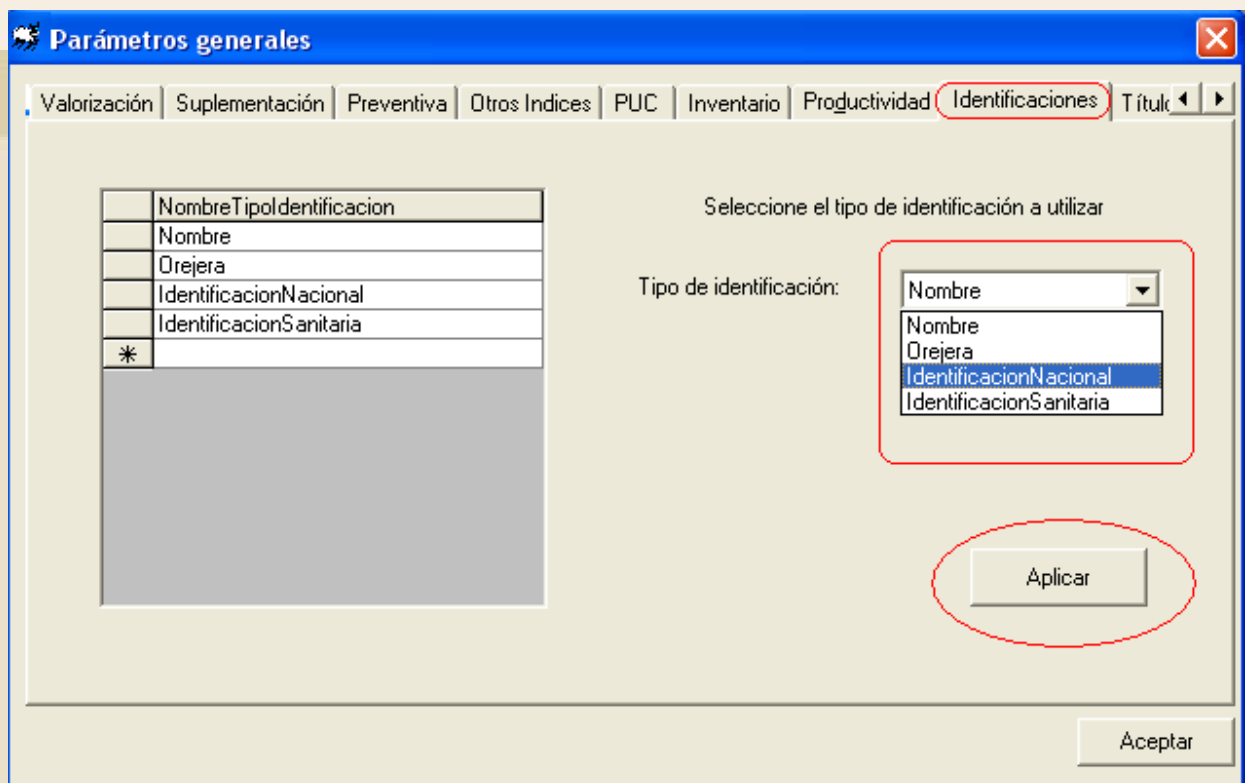 Parámetros generales
Valorización Suplementación Preventiva Otros Indices PUC Inventario Productividad Identificaciones
NombreTipoIdentificacion
Nombre
Orejera
IdentificacionNacional
IdentificacionSanitaria
Seleccione el tipo de identificación a utilizar
Tipo de identificación: Nombre
Nombre
Orejera
IdentificacionNacional
IdentificacionSanitaria
Aplicar
Aceptar